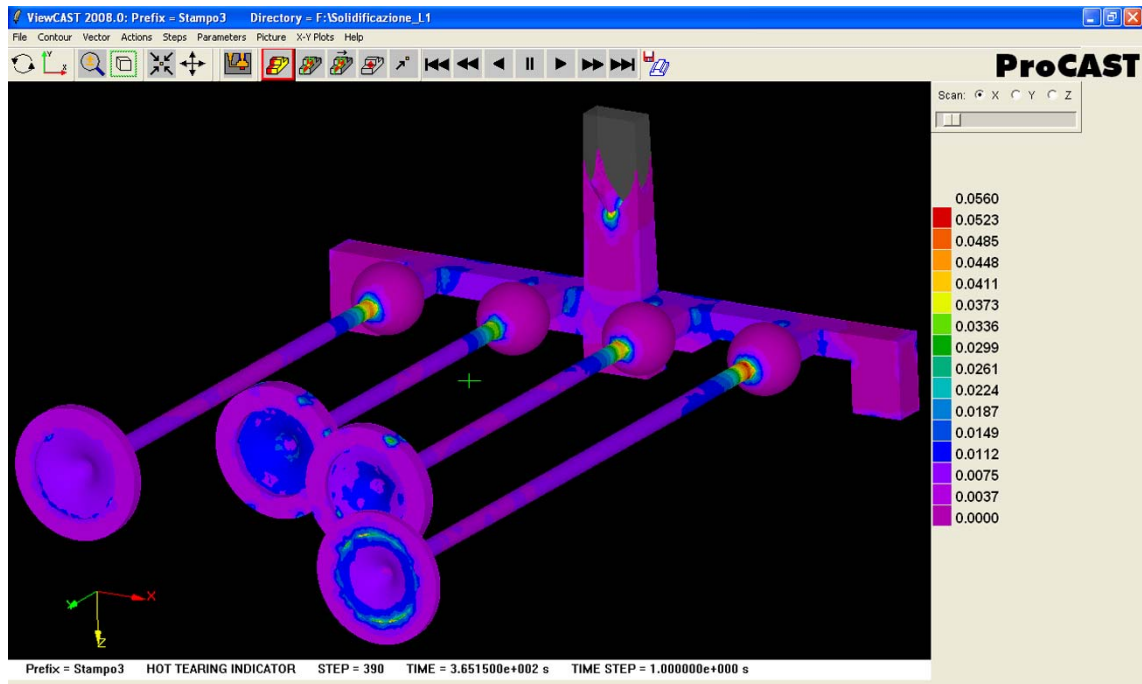 ViewCAST 2008.0: Prefix = Stampo3 Directory = F:\Solidificazione_L1
File Contour Vector Actions Steps Parameters Picture X-Y Plots Help
ProCAST
Scan: X Y Z
0.0560
0.0523
0.0485
0.0448
0.0411
0.0373
0.0336
0.0299
0.0261
0.0224
0.0187
0.0149
0.0112
0.0075
0.0037
0.0000
X
Z
Prefix = Stampo3 HOT TEARING INDICATOR STEP = 390 TIME = 3.651500e+002 s TIME STEP = 1.000000e+000 s